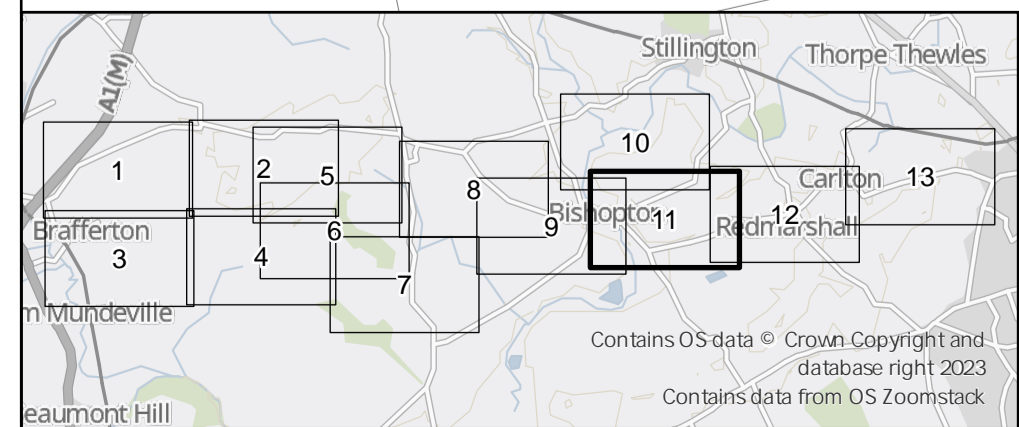 Stillington
Thorpe Thewles
A1(M)
10
1
2
5
Carlton
13
8
Bishopton
11
12
Redmarshall
9
Brafferton
6
3
4
7
m Mundeville
Contains OS data © Crown Copyright and
database right 2023
Contains data from OS Zoomstack
eaumont Hill